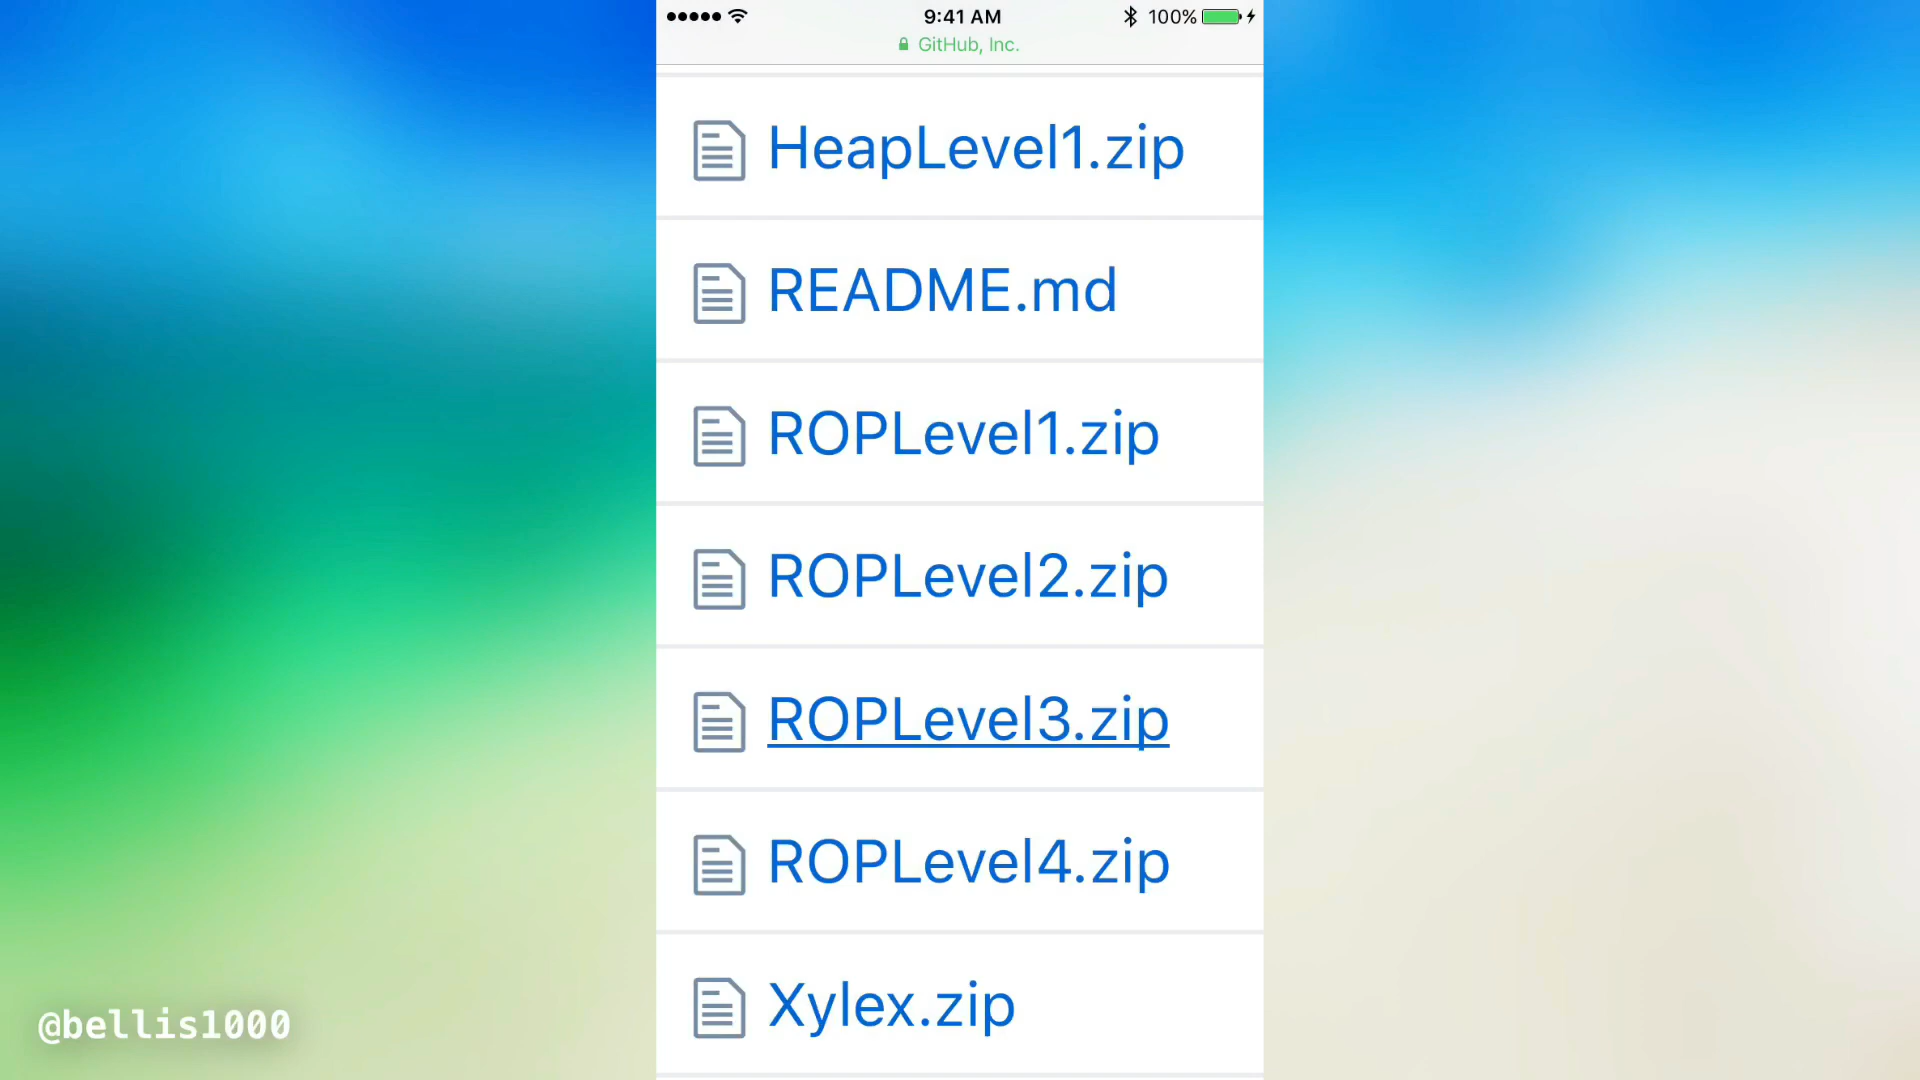 9:41 AM
100%
GitHub, Inc.
HeapLevel1.zip
README.md
ROPLevel1.zip
ROPLevel2.zip
ROPLevel3.zip
ROPLevel4.zip
Xylex.zip
@bellis1000